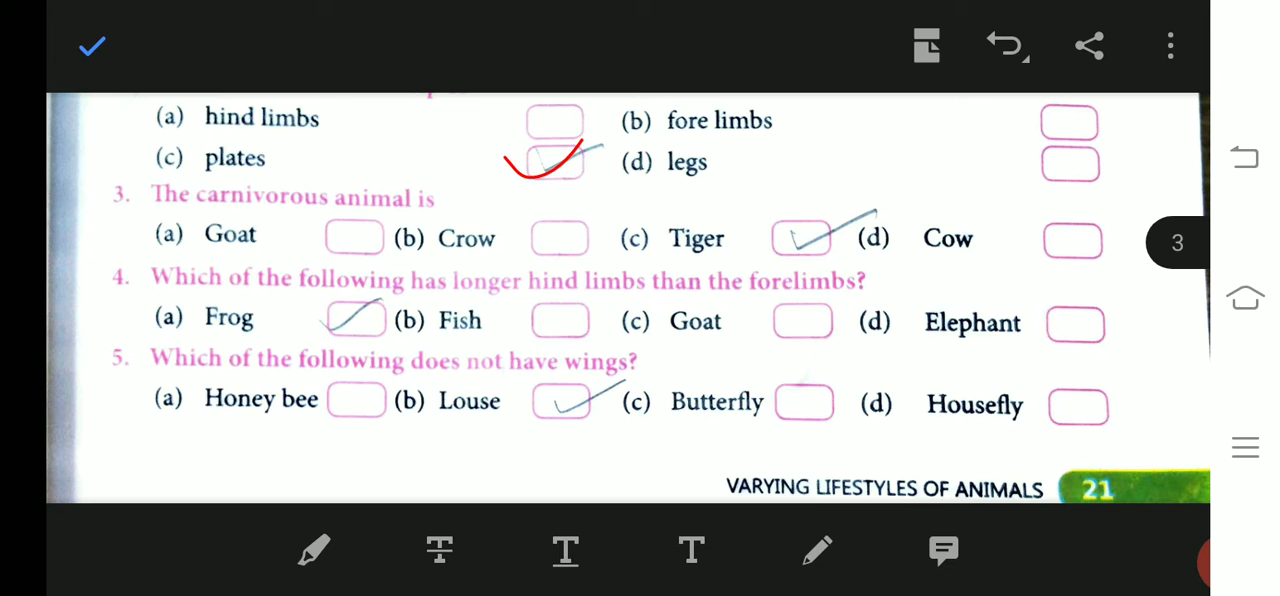 (a) hind limbs (b) fore limbs
(c) plates (d) legs
3. The carnivorous animal is
(a) Goat (b) Crow (c) Tiger (d) Cow
3
4. Which of the following has longer hind limbs than the forelimbs?
(a) Frog (b) Fish (c) Goat (d) Elephant
5. Which of the following does not have wings?
(a) Honey bee (b) Louse (c) Butterfly (d) Housefly
VARYING LIFESTYLES OF ANIMALS 21
T T T